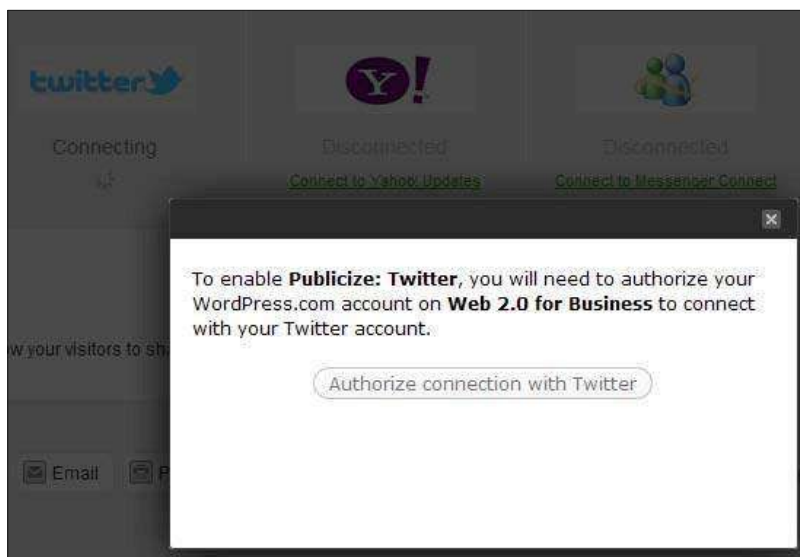 twitter
Y!
Connecting
Disconnected
Disconnected
Connect to Yahoo! Updates
Connect to Messenger Connect
To enable Publicize: Twitter, you will need to authorize your
WordPress.com account on Web 2.0 for Business to connect
with your Twitter account.
w your visitors to sh
Authorize connection with Twitter
Email
P